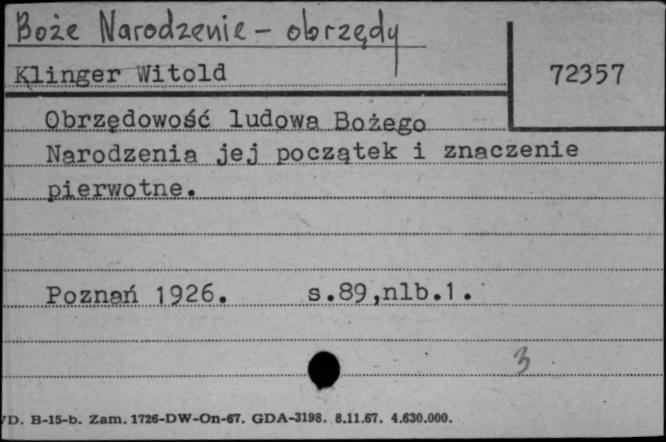 Boże Narodzenie - obrzędy
Klinger Witold
72357
Obrzędowość ludowa Bożego
Narodzenia jej początek i znaczenie
pierwotne.
Poznań 1926. s.89,nlb.1.
3
D. B-15-b. Zam. 1726-DW-On-67. GDA-3198. 8.11.67. 4.630.000.